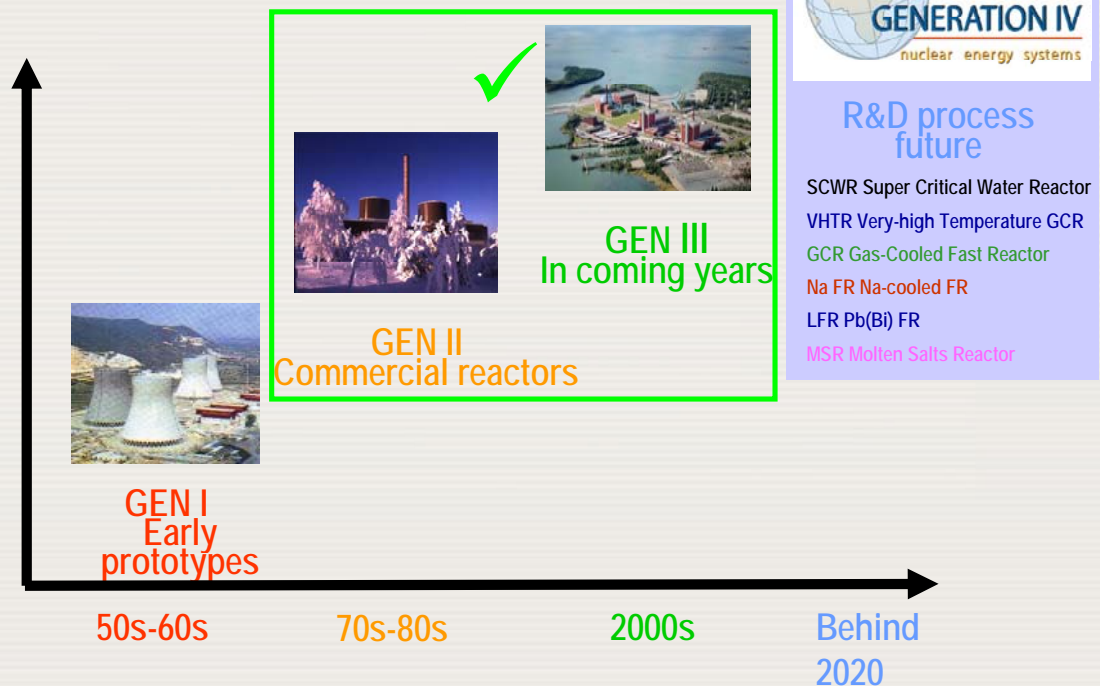 GENERATION IV
nuclear energy systems
R&D process
future
SCWR Super Critical Water Reactor
VHTR Very-high Temperature GCR
GCR Gas-Cooled Fast Reactor
Na FR Na-cooled FR
LFR Pb(Bi) FR
MSR Molten Salts Reactor
GEN III
In coming years
GEN II
Commercial reactors
GEN I
Early
prototypes
50s-60s
70s-80s
2000s
Behind
2020